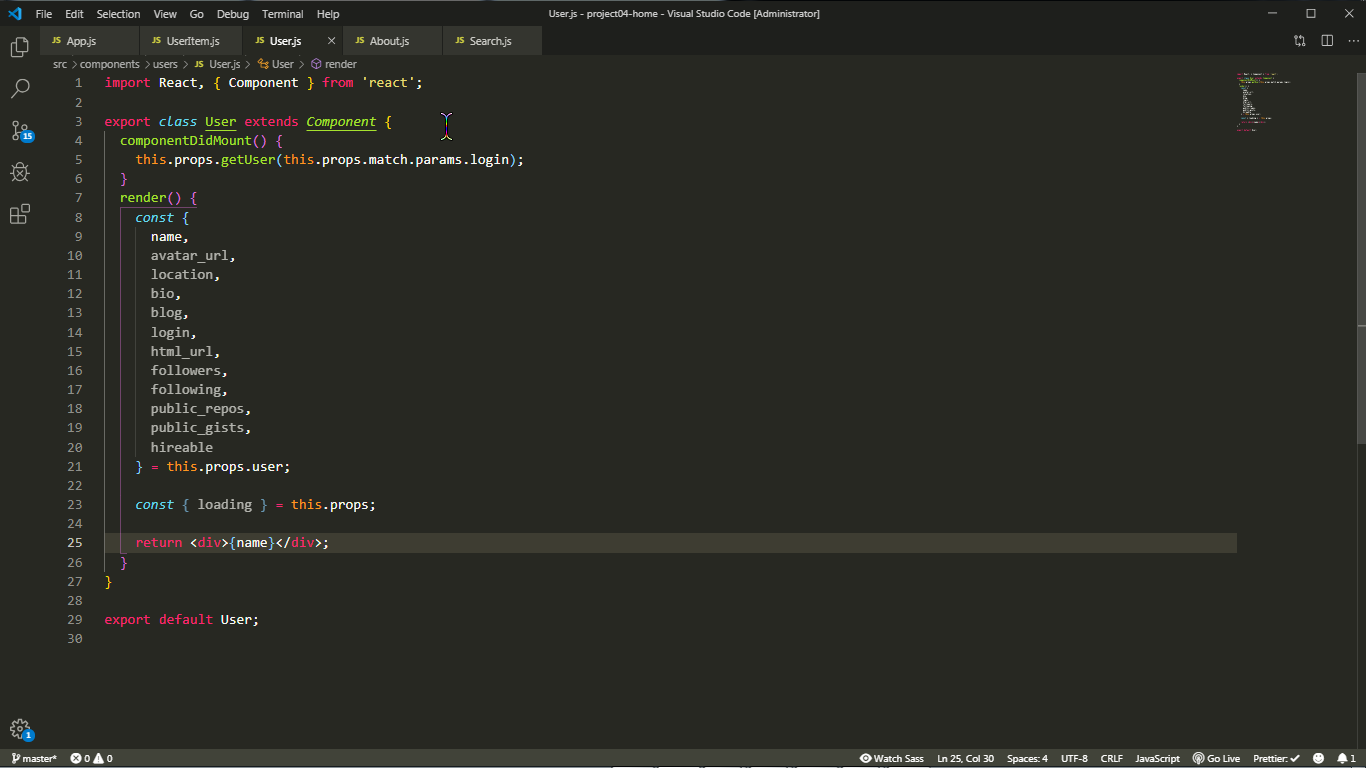 File Edit Selection View Go Debug Terminal Help User.js - project04-home - Visual Studio Code [Administrator]
JS App.js JS UserItem.js JS User.js JS About.js JS Search.js
src > components > users > JS User.js > User > render
1 import React, { Component } from 'react';
2
3 export class User extends Component {
4 componentDidMount() {
5 this.props.getUser(this.props.match.params.login);
6 }
7 render() {
8 const {
9 name,
10 avatar_url,
11 location,
12 bio,
13 blog,
14 login,
15 html_url,
16 followers,
17 following,
18 public_repos,
19 public_gists,
20 hireable
21 } = this.props.user;
22
23 const { loading } = this.props;
24
25 return <div>{name}</div>;
26 }
27 }
28
29 export default User;
30
15
1
master* 0 0 Watch Sass Ln 25, Col 30 Spaces: 4 UTF-8 CRLF JavaScript Go Live Prettier: ✓ 1